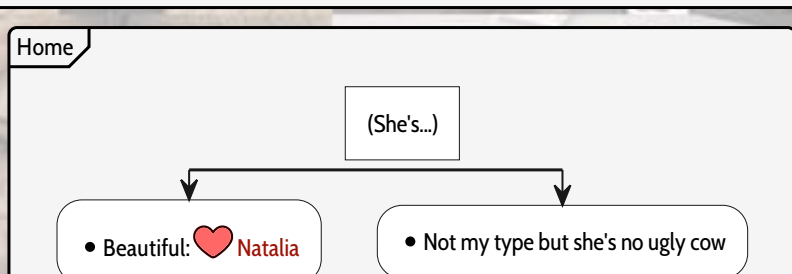 Home
(She's...)
• Beautiful: ❤ Natalia
• Not my type but she's no ugly cow